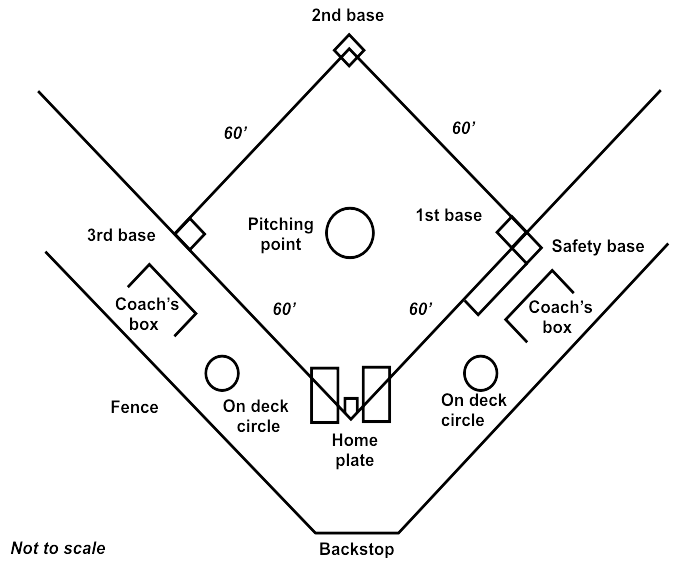 2nd base
60’
60’
1st base
Pitching
point
3rd base
Safety base
Coach’s
box
60’
60’
Coach’s
box
On deck
circle
On deck
circle
Fence
Home
plate
Not to scale
Backstop